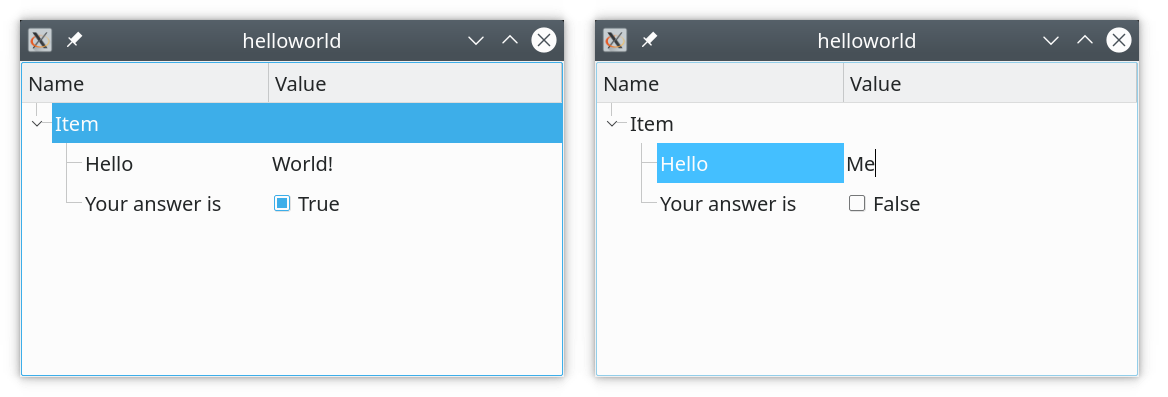 helloworld
Name Value
Item
Hello World!
Your answer is True
helloworld
Name Value
Item
Hello Me
Your answer is False